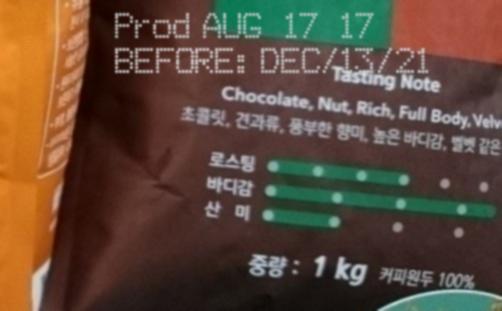 Prod AUG 17 17
BEFORE: DEC/13/21
Tasting Note
Chocolate, Nut, Rich, Full Body, Velv
초콜릿, 견과류, 풍부한 향미, 높은 바디감, 벨벳 같은
로스팅
바디감
산 미
중량 : 1 kg 커피원두 100%